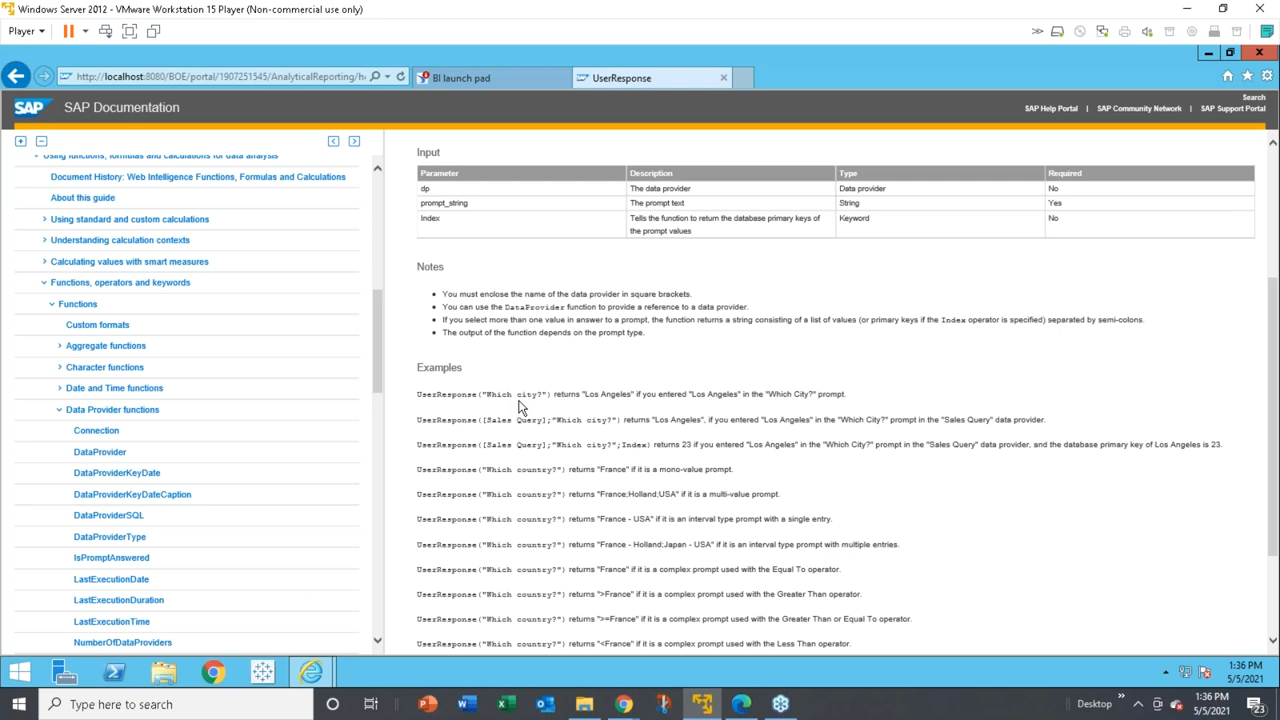 Windows Server 2012 - VMware Workstation 15 Player (Non-commercial use only)
Player
http://localhost:8080/BOE/portal/1907251545/AnalyticalReporting/h
BI launch pad
UserResponse
SAP
SAP Documentation
Search
SAP Help Portal | SAP Community Network | SAP Support Portal
Using functions, formulas and calculations for data analysis
Document History: Web Intelligence Functions, Formulas and Calculations
About this guide
Using standard and custom calculations
Understanding calculation contexts
Calculating values with smart measures
Functions, operators and keywords
Functions
Custom formats
Aggregate functions
Character functions
Date and Time functions
Data Provider functions
Connection
DataProvider
DataProviderKeyDate
DataProviderKeyDateCaption
DataProviderSQL
DataProviderType
IsPromptAnswered
LastExecutionDate
LastExecutionDuration
LastExecutionTime
NumberOfDataProviders
Input
Parameter Description Type Required
dp The data provider Data provider No
prompt_string The prompt text String Yes
Index Tells the function to return the database primary keys of Keyword No
the prompt values
Notes
• You must enclose the name of the data provider in square brackets.
• You can use the DataProvider function to provide a reference to a data provider.
• If you select more than one value in answer to a prompt, the function returns a string consisting of a list of values (or primary keys if the Index operator is specified) separated by semi-colons.
• The output of the function depends on the prompt type.
Examples
UserResponse("Which city?") returns "Los Angeles" if you entered "Los Angeles" in the "Which City?" prompt.
UserResponse([Sales Query];"Which city?") returns "Los Angeles", if you entered "Los Angeles" in the "Which City?" prompt in the "Sales Query" data provider.
UserResponse([Sales Query];"Which city?";Index) returns 23 if you entered "Los Angeles" in the "Which City?" prompt in the "Sales Query" data provider, and the database primary key of Los Angeles is 23.
UserResponse("Which country?") returns "France" if it is a mono-value prompt.
UserResponse("Which country?") returns "France;Holland;USA" if it is a multi-value prompt.
UserResponse("Which country?") returns "France - USA" if it is an interval type prompt with a single entry.
UserResponse("Which country?") returns "France - Holland;Japan - USA" if it is an interval type prompt with multiple entries.
UserResponse("Which country?") returns "France" if it is a complex prompt used with the Equal To operator.
UserResponse("Which country?") returns ">France" if it is a complex prompt used with the Greater Than operator.
UserResponse("Which country?") returns ">=France" if it is a complex prompt used with the Greater Than or Equal To operator.
UserResponse("Which country?") returns "<France" if it is a complex prompt used with the Less Than operator.
1:36 PM
5/5/2021
Type here to search
Desktop
1:36 PM
5/5/2021
23